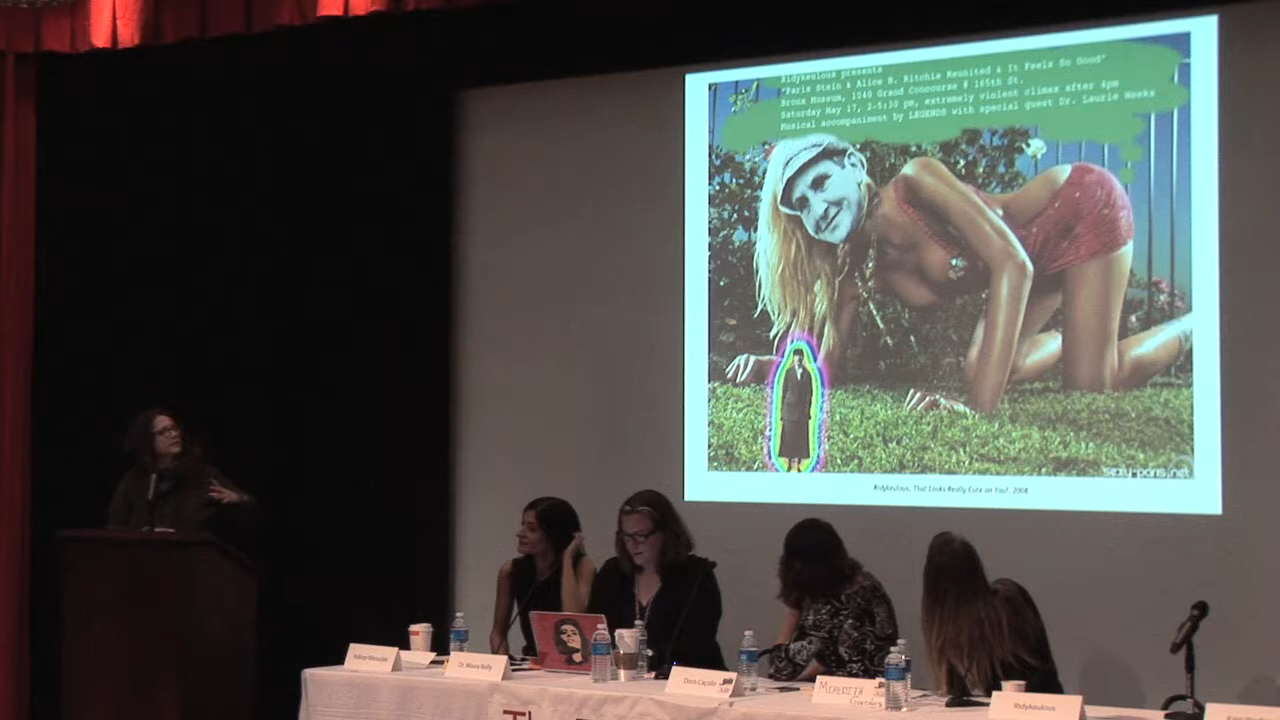 Ridykeulous presents
"Paris Stein & Alice B. Ritchie Reunited & It Feels So Good"
Bronx Museum, 1040 Grand Concourse @ 165th St.
Saturday May 17, 2-5:30 pm, extremely violent climax after 4pm
Musical accompaniment by LEGENDS with special guest Dr. Laurie Weeks
sexy-paris.net
Ridykeulous, That Looks Really Cute on You!, 2008
Dr. Maura Reilly
MEREDITH
Ridykeulous